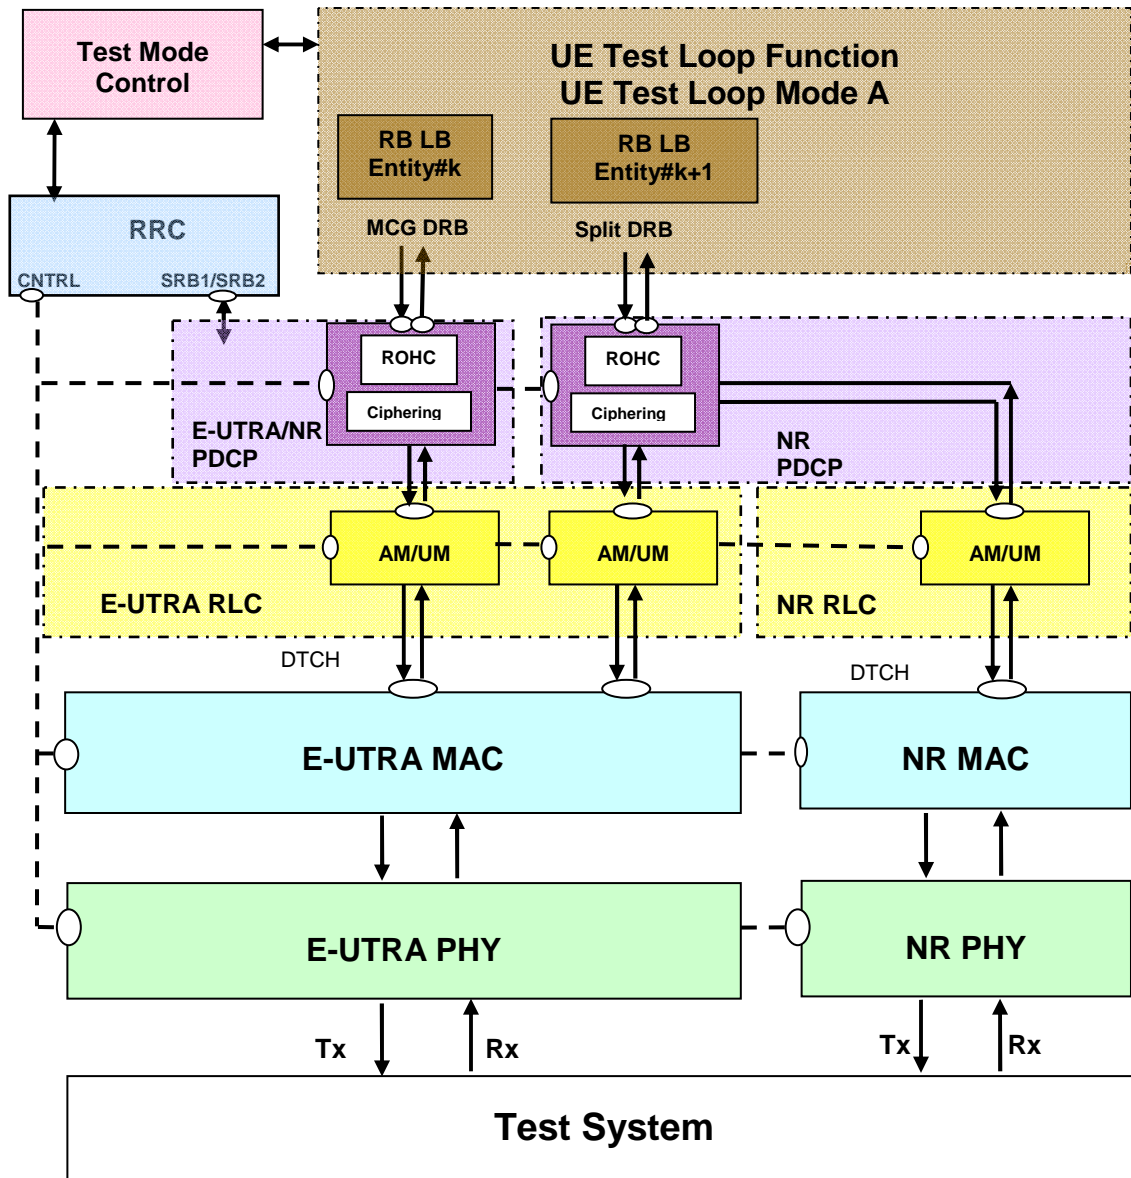 Test Mode
Control
UE Test Loop Function
UE Test Loop Mode A
RB LB
Entity#k
RB LB
Entity#k+1
MCG DRB
Split DRB
RRC
CNTRL
SRB1/SRB2
ROHC
Ciphering
E-UTRA/NR
PDCP
ROHC
Ciphering
NR
PDCP
AM/UM
AM/UM
AM/UM
E-UTRA RLC
NR RLC
DTCH
DTCH
E-UTRA MAC
NR MAC
E-UTRA PHY
NR PHY
Tx
Rx
Tx
Rx
Test System